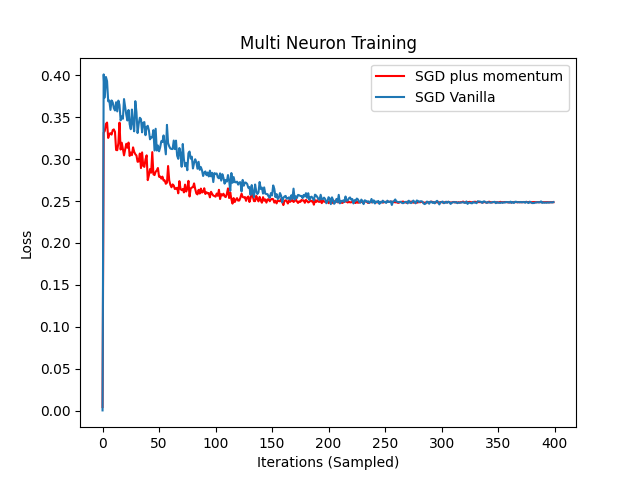 Multi Neuron Training
SGD plus momentum
SGD Vanilla
Loss
0.40
0.35
0.30
0.25
0.20
0.15
0.10
0.05
0.00
0 50 100 150 200 250 300 350 400
Iterations (Sampled)